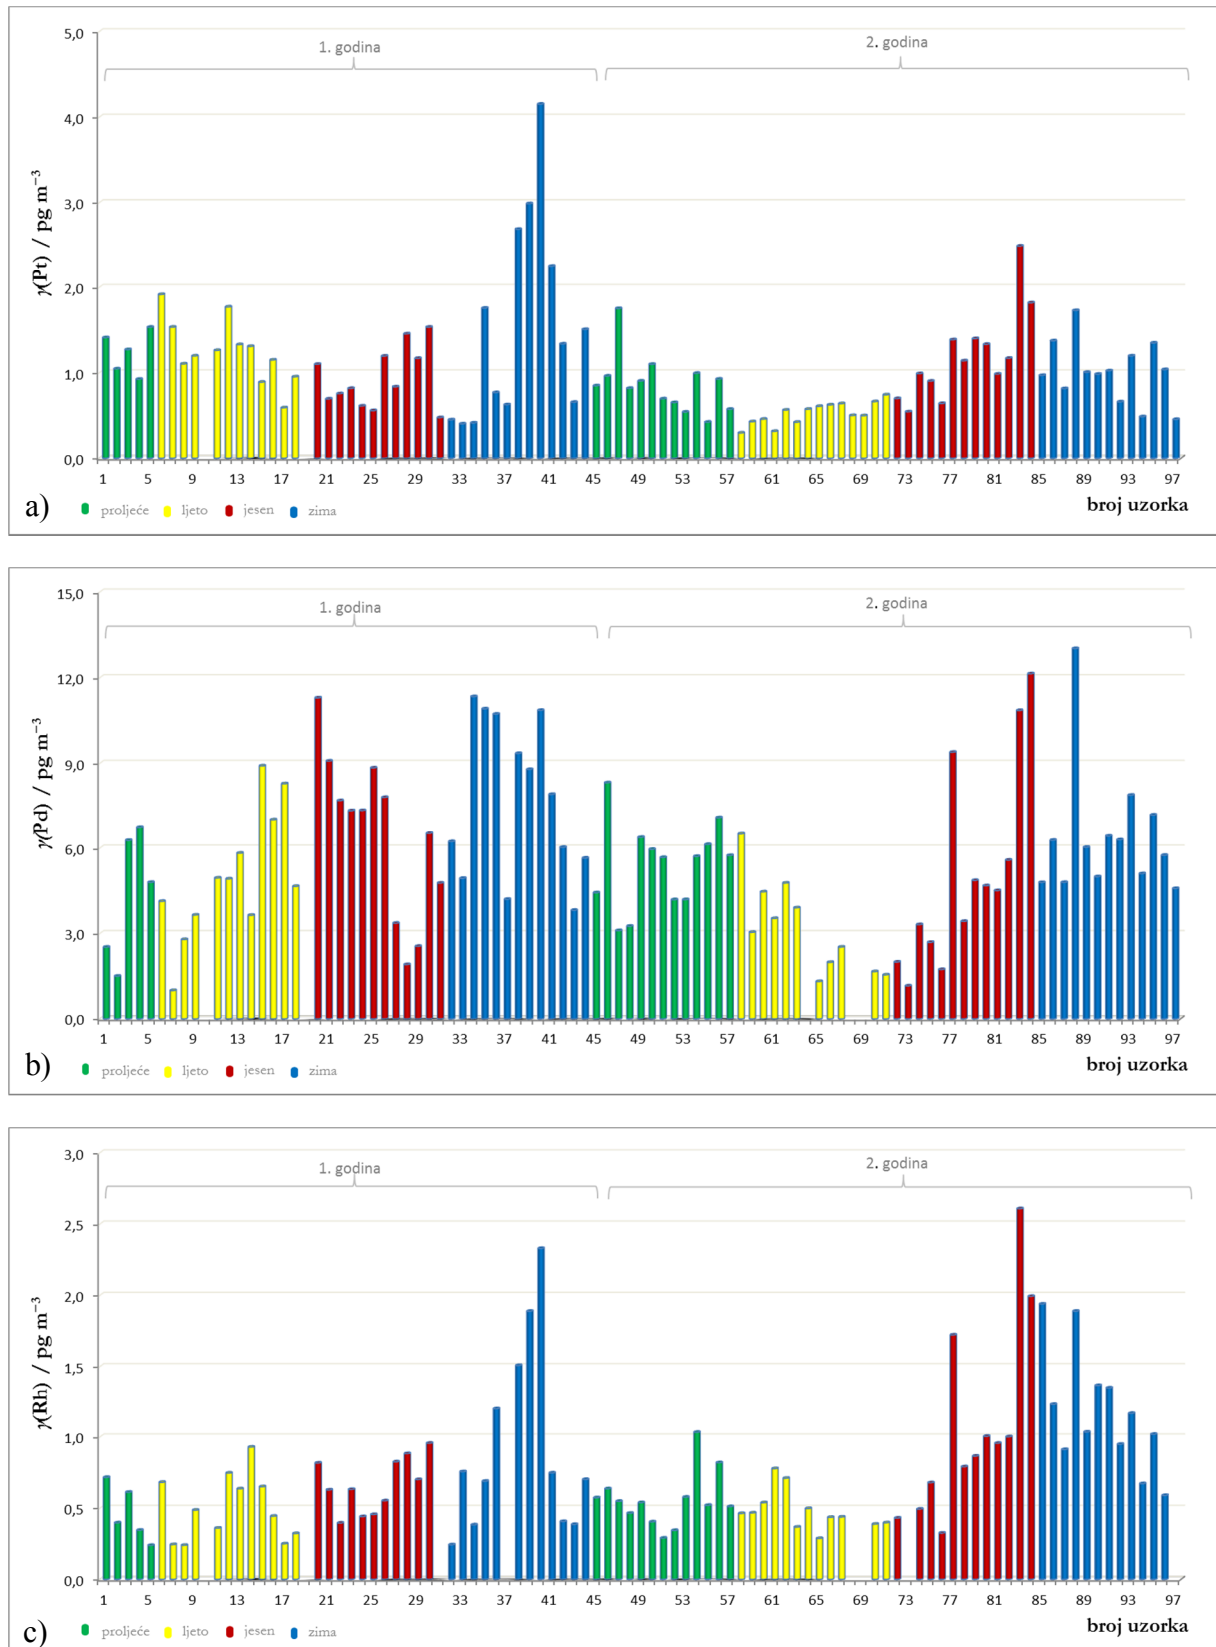 5,0
1. godina
2. godina
4,0
3,0
2,0
1,0
0,0
γ(Pt) / pg m⁻³
1 5 9 13 17 21 25 29 33 37 41 45 49 53 57 61 65 69 73 77 81 85 89 93 97
broj uzorka
a)
proljeće ljeto jesen zima
15,0
1. godina
2. godina
12,0
9,0
6,0
3,0
0,0
γ(Pd) / pg m⁻³
1 5 9 13 17 21 25 29 33 37 41 45 49 53 57 61 65 69 73 77 81 85 89 93 97
broj uzorka
b)
proljeće ljeto jesen zima
3,0
1. godina
2. godina
2,5
2,0
1,5
1,0
0,5
0,0
γ(Rh) / pg m⁻³
1 5 9 13 17 21 25 29 33 37 41 45 49 53 57 61 65 69 73 77 81 85 89 93 97
broj uzorka
c)
proljeće ljeto jesen zima